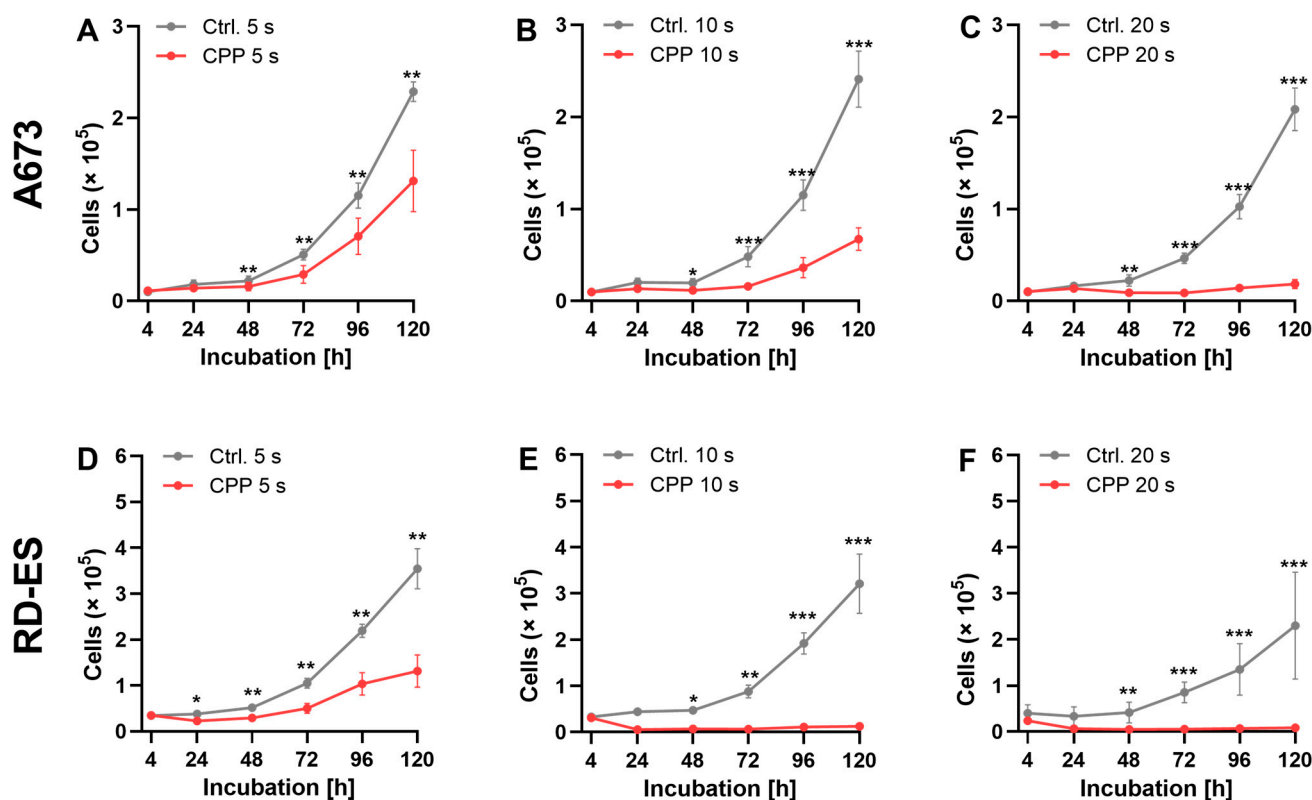 A673
A
Ctrl. 5 s
CPP 5 s
Cells (× 10⁵)
3
2
1
0
** ** ** **
4 24 48 72 96 120
Incubation [h]
B
Ctrl. 10 s
CPP 10 s
Cells (× 10⁵)
3
2
1
0
* *** *** ***
4 24 48 72 96 120
Incubation [h]
C
Ctrl. 20 s
CPP 20 s
Cells (× 10⁵)
3
2
1
0
** *** *** ***
4 24 48 72 96 120
Incubation [h]
RD-ES
D
Ctrl. 5 s
CPP 5 s
Cells (× 10⁵)
6
5
4
3
2
1
0
* ** ** ** **
4 24 48 72 96 120
Incubation [h]
E
Ctrl. 10 s
CPP 10 s
Cells (× 10⁵)
6
5
4
3
2
1
0
* ** *** ***
4 24 48 72 96 120
Incubation [h]
F
Ctrl. 20 s
CPP 20 s
Cells (× 10⁵)
6
5
4
3
2
1
0
** *** *** ***
4 24 48 72 96 120
Incubation [h]